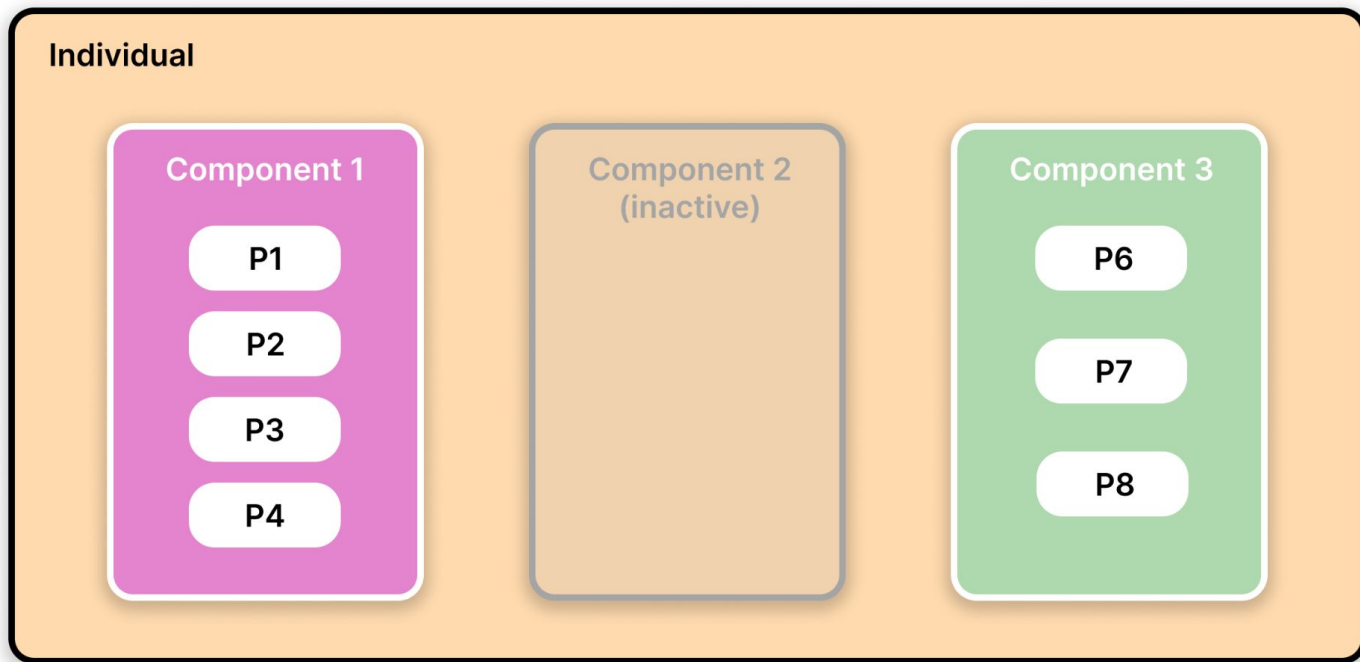 Individual
Component 1
P1
P2
P3
P4
Component 2
(inactive)
Component 3
P6
P7
P8